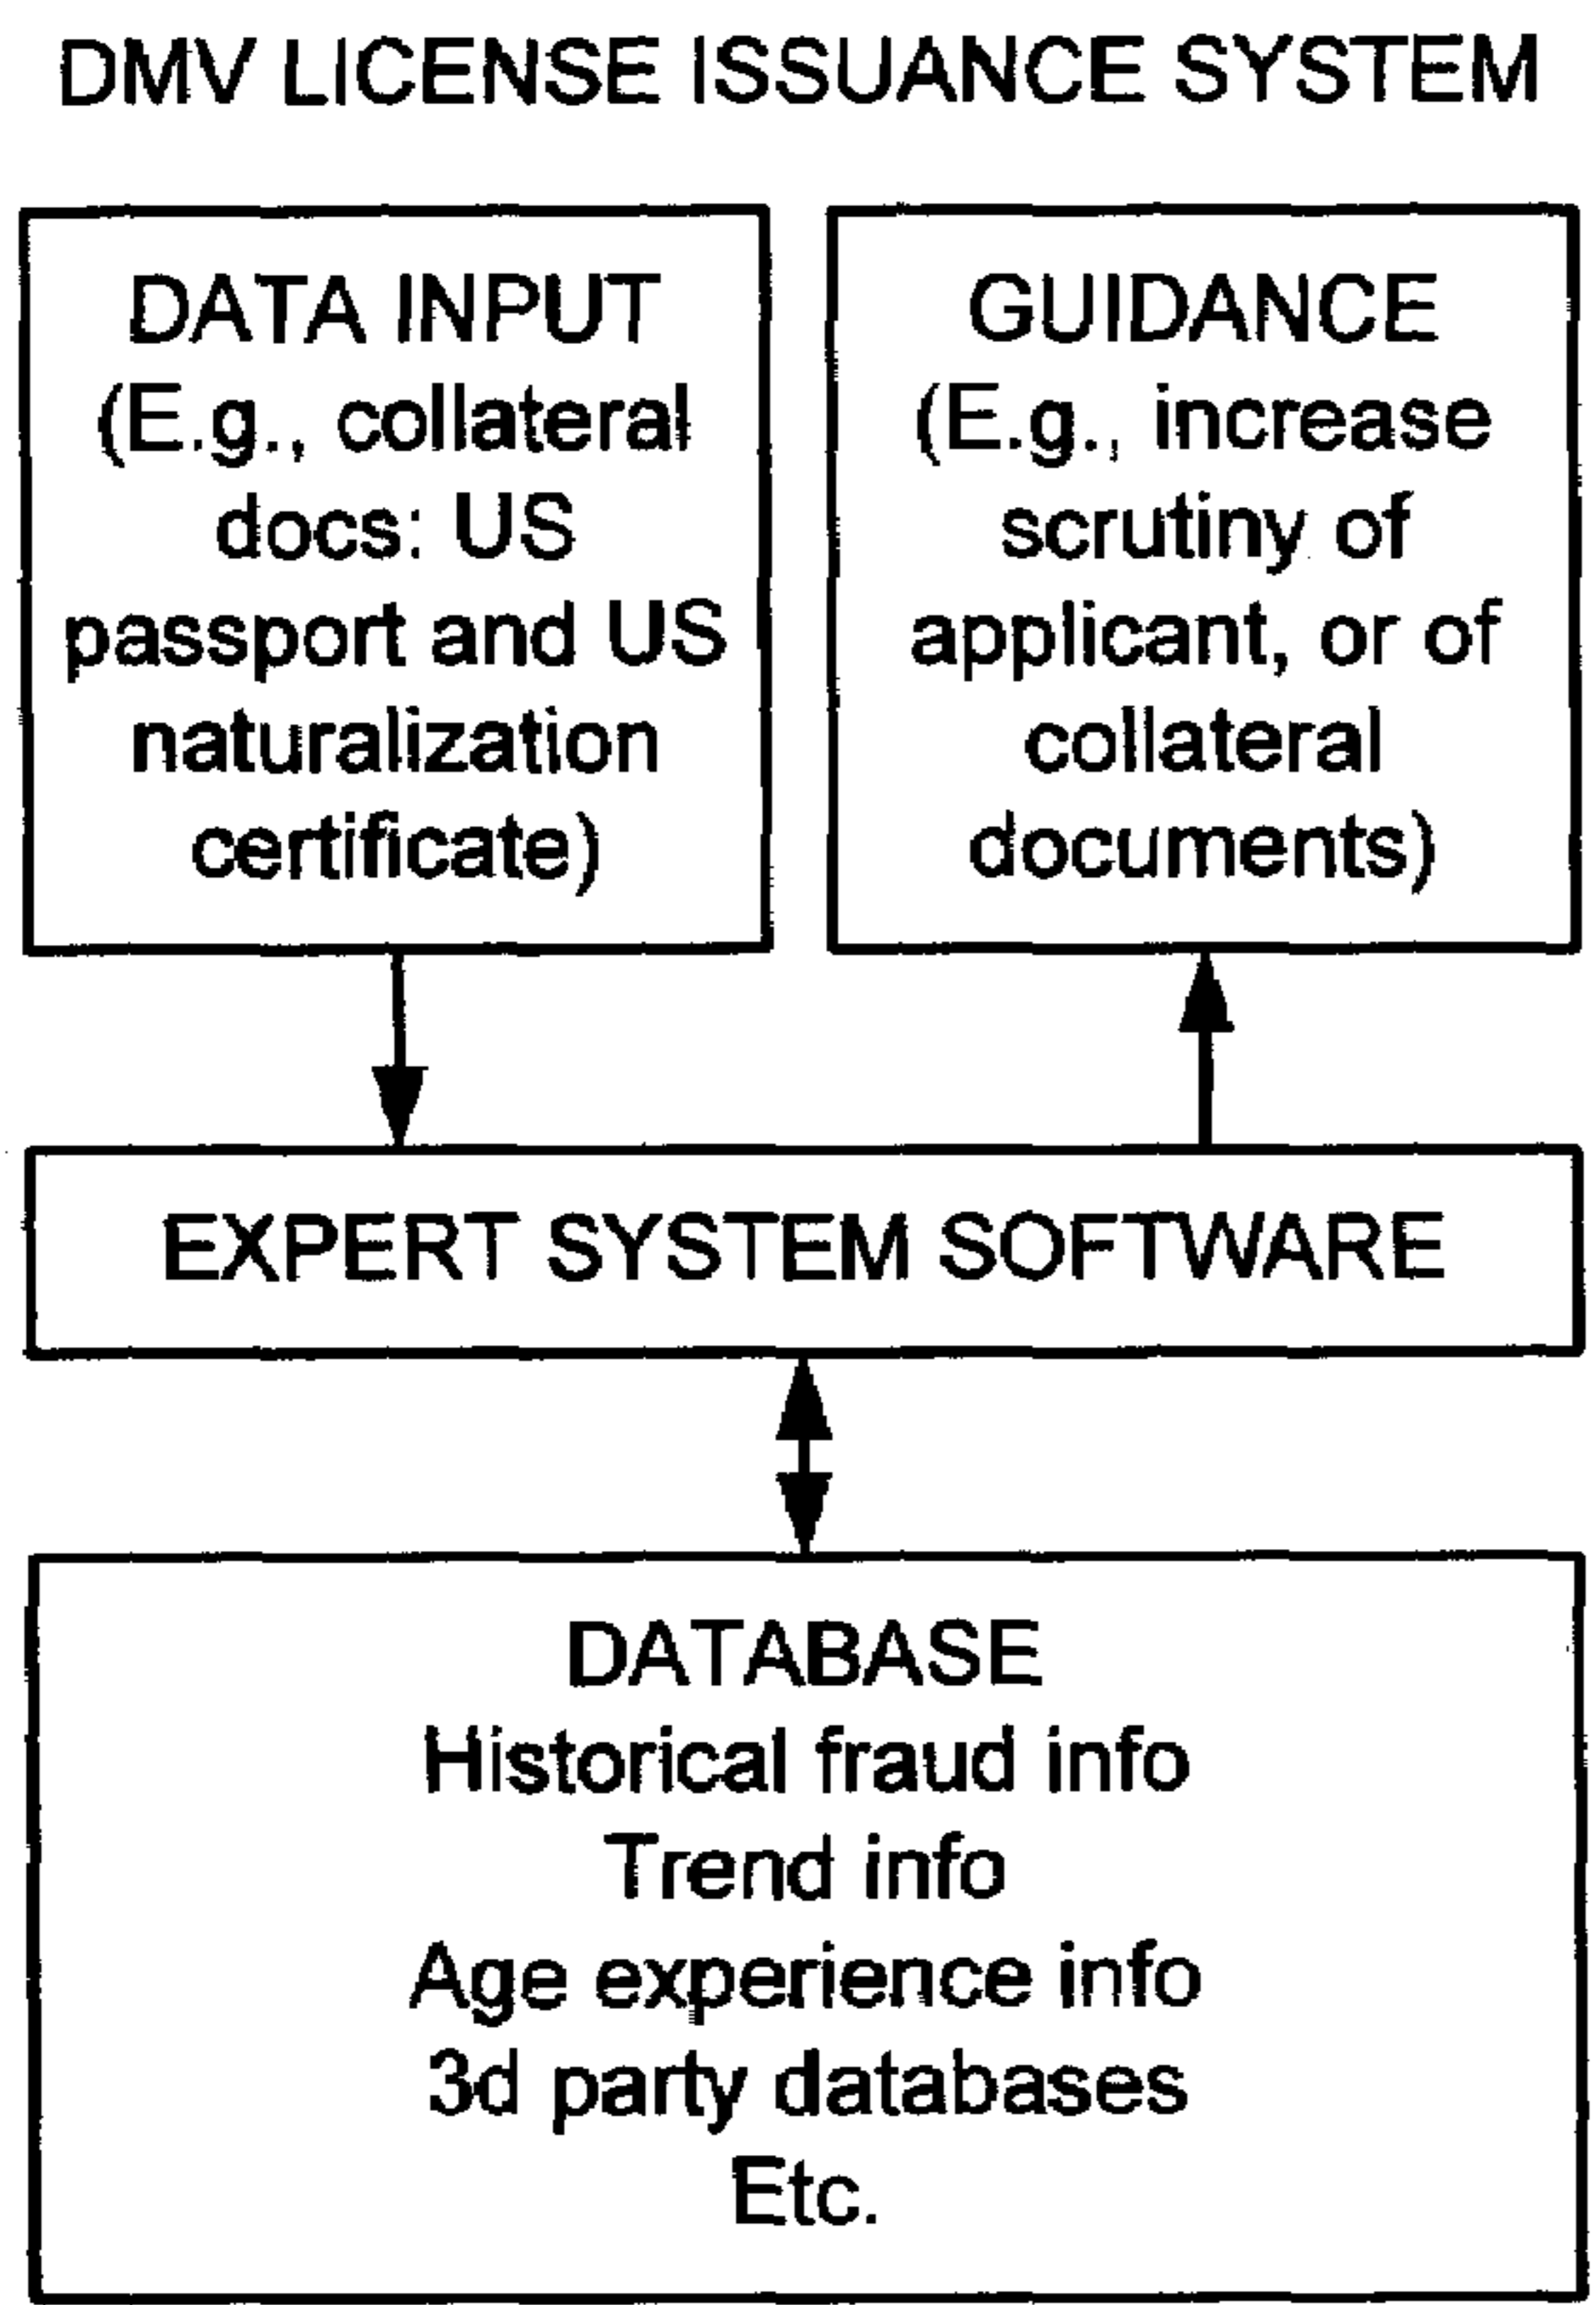 DMV LICENSE ISSUANCE SYSTEM
DATA INPUT
(E.g., collateral
docs: US
passport and US
naturalization
certificate)
GUIDANCE
(E.g., increase
scrutiny of
applicant, or of
collateral
documents)
EXPERT SYSTEM SOFTWARE
DATABASE
Historical fraud info
Trend info
Age experience info
3d party databases
Etc.